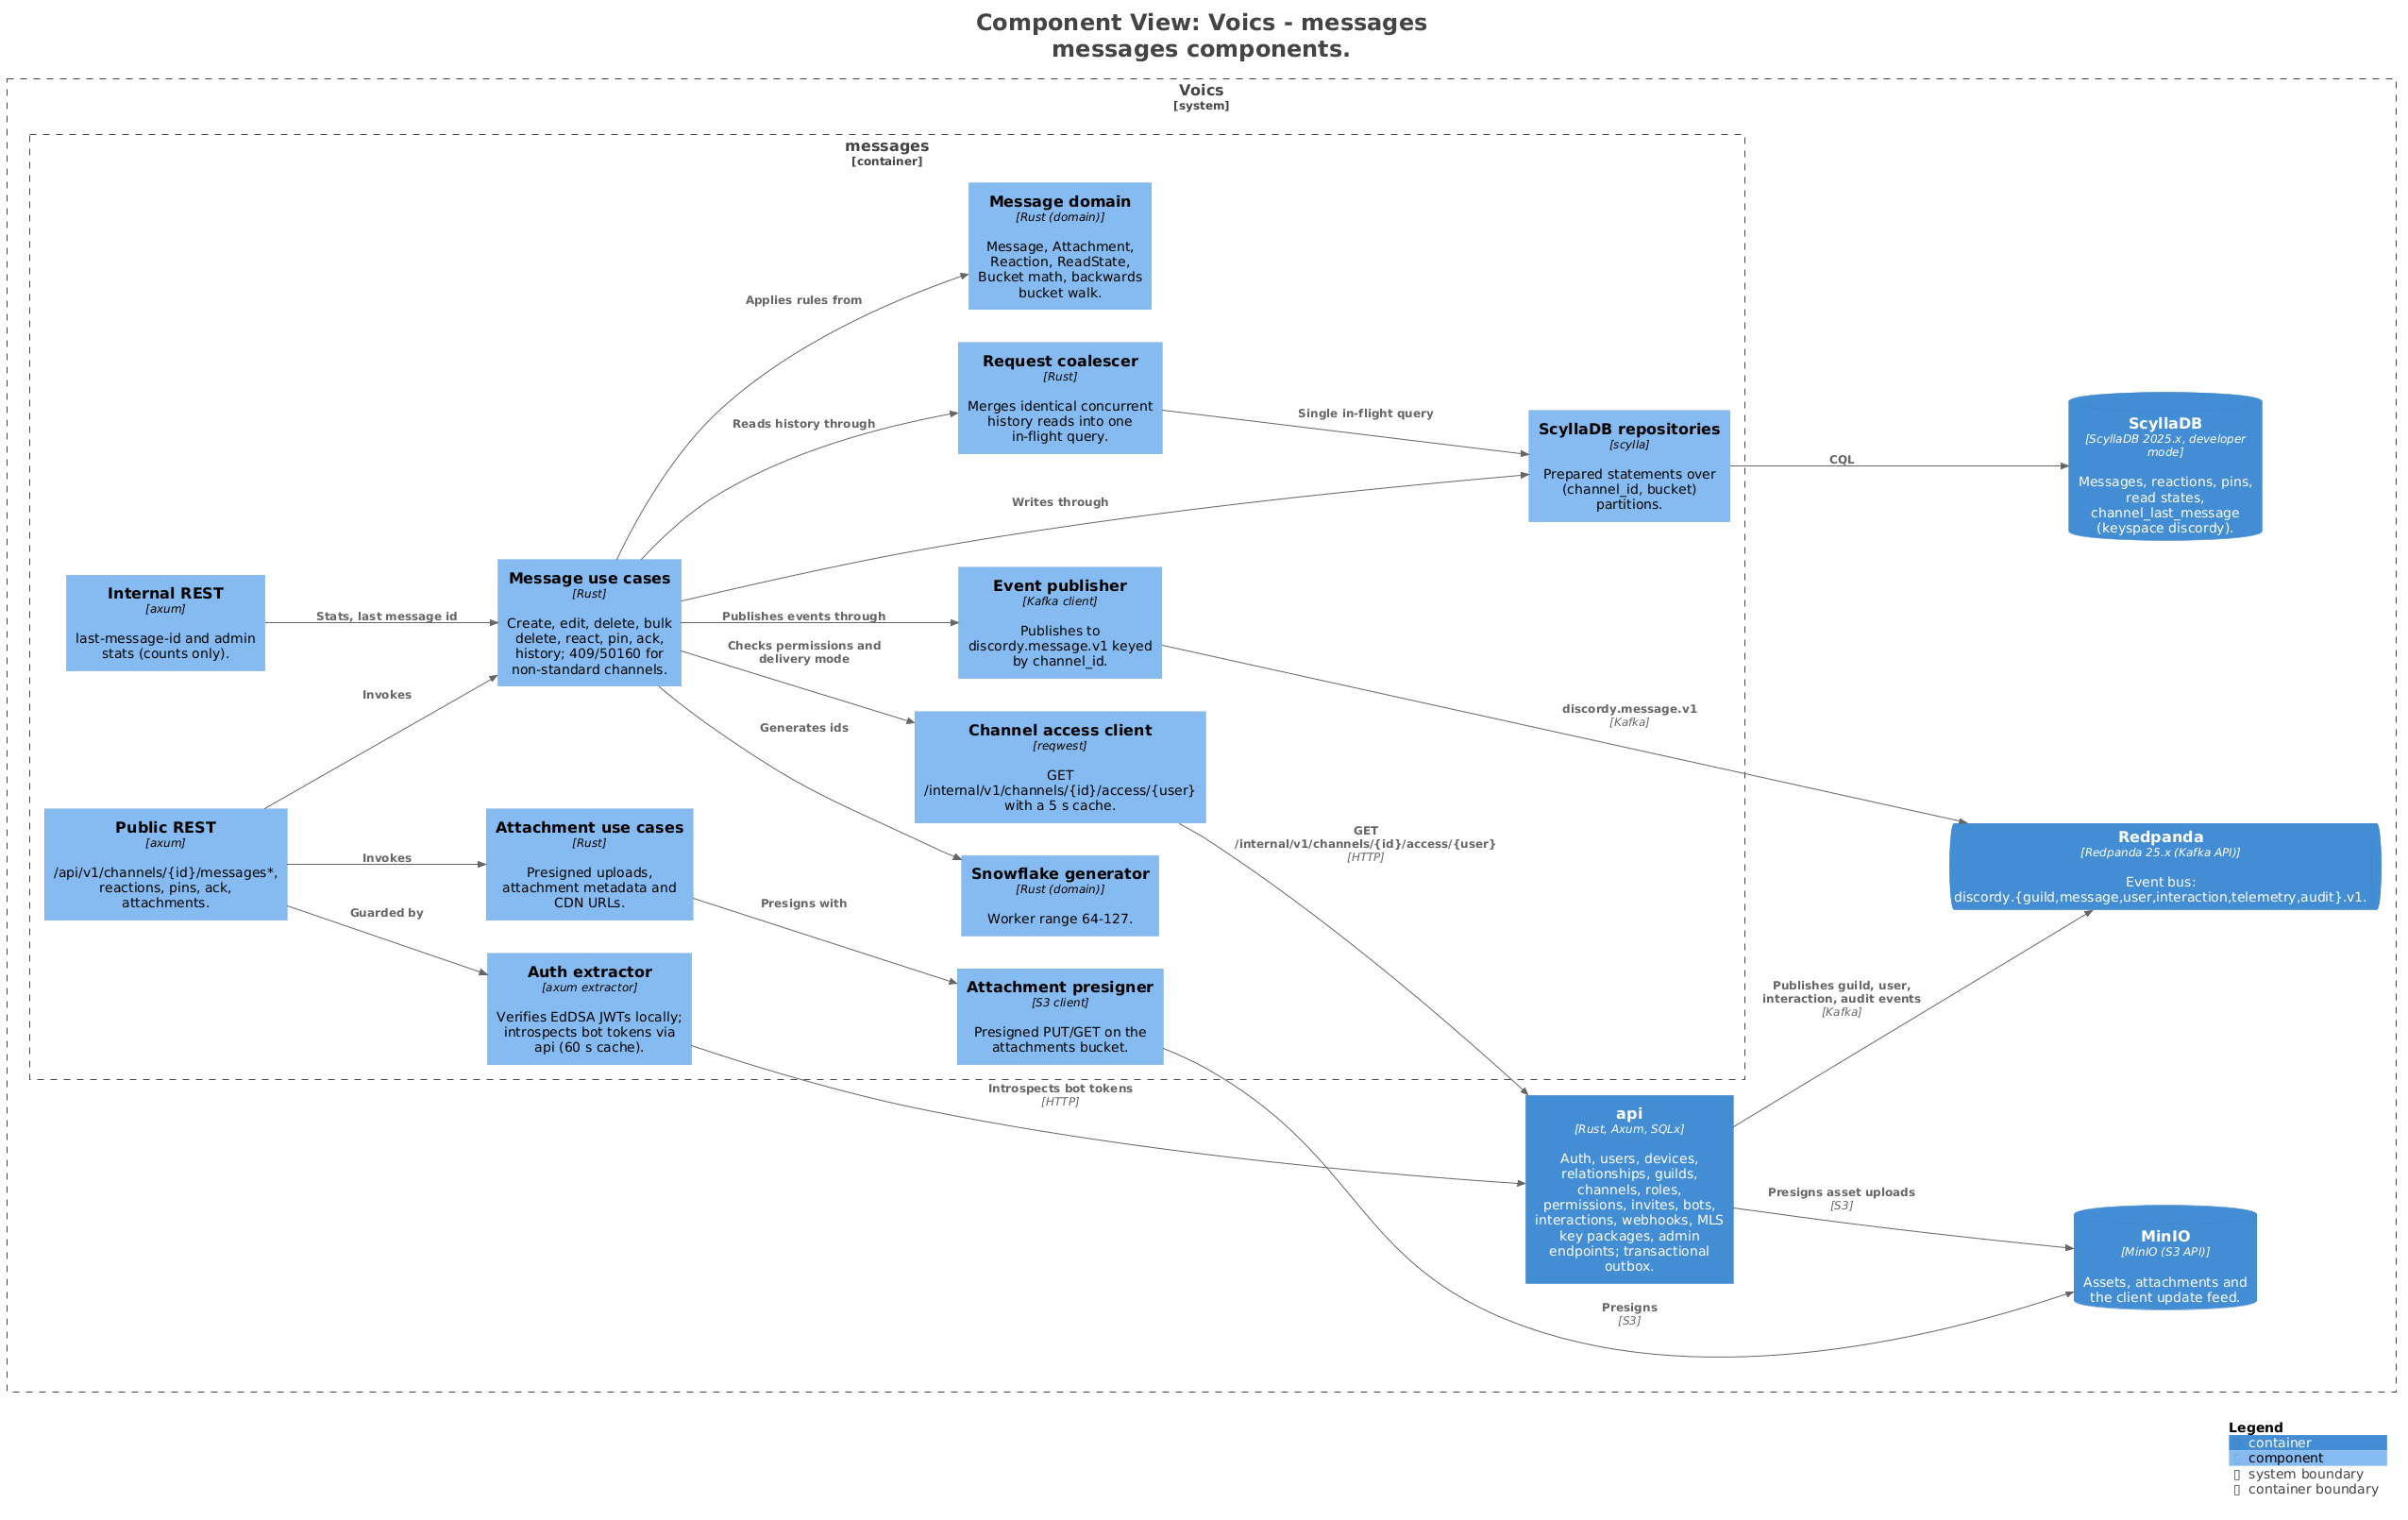 Component View: Voics - messages
messages components.
Voics
[system]
messages
[container]
Message domain
[Rust (domain)]
Message, Attachment,
Reaction, ReadState,
Bucket math, backwards
bucket walk.
Applies rules from
Request coalescer
[Rust]
Merges identical concurrent
history reads into one
in-flight query.
Reads history through
Single in-flight query
ScyllaDB repositories
[scylla]
Prepared statements over
(channel_id, bucket)
partitions.
CQL
ScyllaDB
[ScyllaDB 2025.x, developer
mode]
Messages, reactions, pins,
read states,
channel_last_message
(keyspace discordy).
Writes through
Internal REST
[axum]
last-message-id and admin
stats (counts only).
Stats, last message id
Message use cases
[Rust]
Create, edit, delete, bulk
delete, react, pin, ack,
history; 409/50160 for
non-standard channels.
Publishes events through
Event publisher
[Kafka client]
Publishes to
discordy.message.v1 keyed
by channel_id.
Checks permissions and
delivery mode
Invokes
Generates ids
Channel access client
[reqwest]
GET
/internal/v1/channels/{id}/access/{user}
with a 5 s cache.
discordy.message.v1
[Kafka]
Public REST
[axum]
/api/v1/channels/{id}/messages*,
reactions, pins, ack,
attachments.
Invokes
Guarded by
Attachment use cases
[Rust]
Presigned uploads,
attachment metadata and
CDN URLs.
Presigns with
Snowflake generator
[Rust (domain)]
Worker range 64-127.
GET
/internal/v1/channels/{id}/access/{user}
[HTTP]
Redpanda
[Redpanda 25.x (Kafka API)]
Event bus:
discordy.{guild,message,user,interaction,telemetry,audit}.v1.
Auth extractor
[axum extractor]
Verifies EdDSA JWTs locally;
introspects bot tokens via
api (60 s cache).
Attachment presigner
[S3 client]
Presigned PUT/GET on the
attachments bucket.
Publishes guild, user,
interaction, audit events
[Kafka]
Introspects bot tokens
[HTTP]
api
[Rust, Axum, SQLx]
Auth, users, devices,
relationships, guilds,
channels, roles,
permissions, invites, bots,
interactions, webhooks, MLS
key packages, admin
endpoints; transactional
outbox.
Presigns asset uploads
[S3]
MinIO
[MinIO (S3 API)]
Assets, attachments and
the client update feed.
Presigns
[S3]
Legend
container
component
system boundary
container boundary